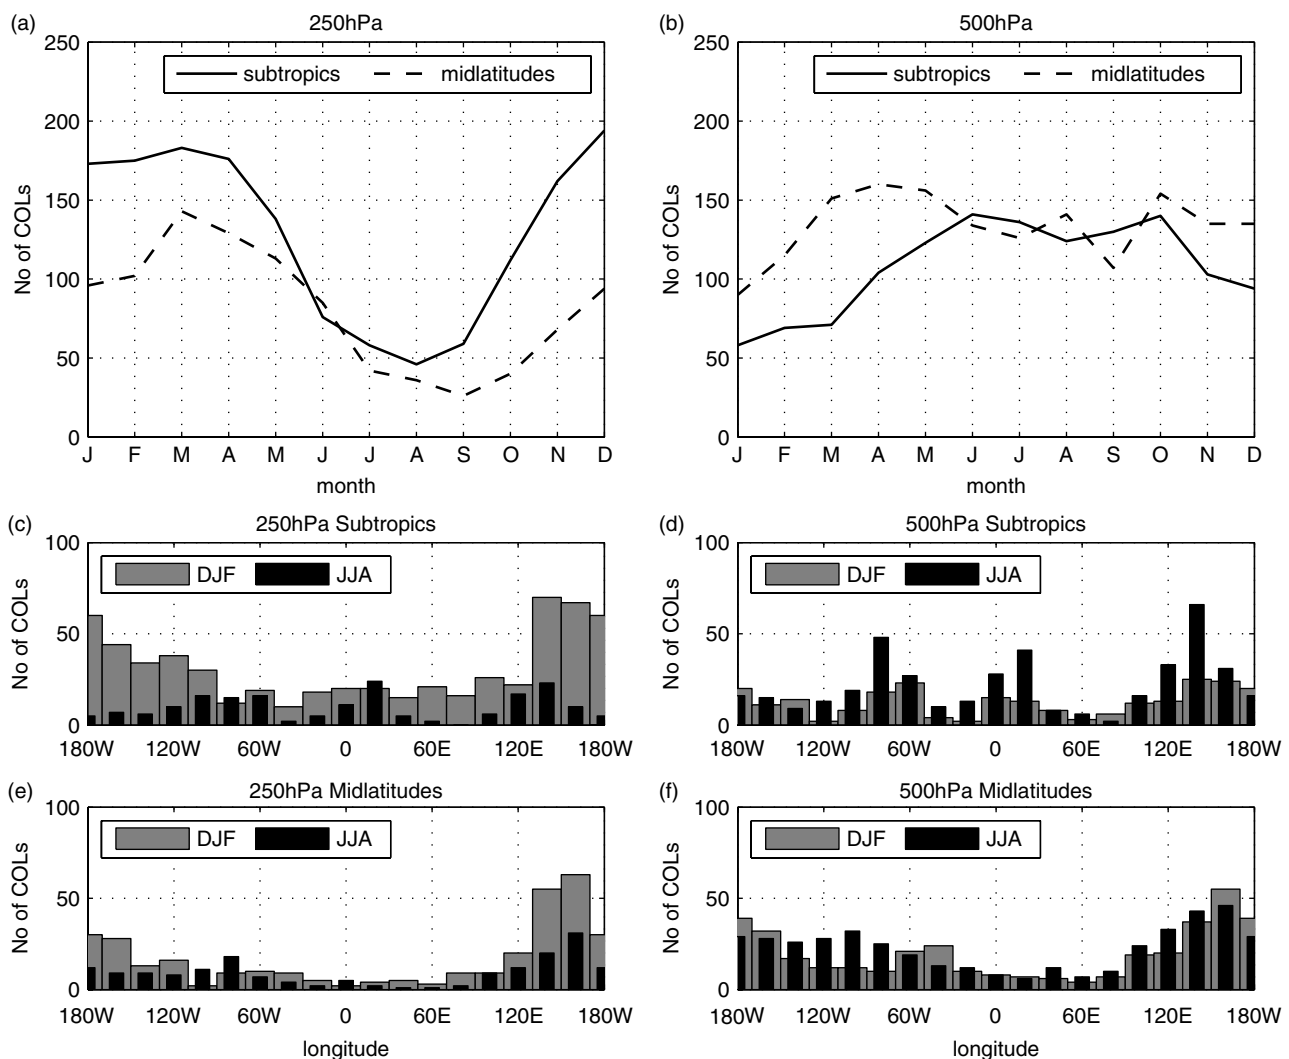 (a) 250hPa
250
200
150
100
50
0
No of COLs
subtropics midlatitudes
J F M A M J J A S O N D
month
(b) 500hPa
250
200
150
100
50
0
No of COLs
subtropics midlatitudes
J F M A M J J A S O N D
month
(c) 250hPa Subtropics
100
50
0
No of COLs
DJF JJA
180W 120W 60W 0 60E 120E 180W
(d) 500hPa Subtropics
100
50
0
No of COLs
DJF JJA
180W 120W 60W 0 60E 120E 180W
(e) 250hPa Midlatitudes
100
50
0
No of COLs
DJF JJA
180W 120W 60W 0 60E 120E 180W
longitude
(f) 500hPa Midlatitudes
100
50
0
No of COLs
DJF JJA
180W 120W 60W 0 60E 120E 180W
longitude